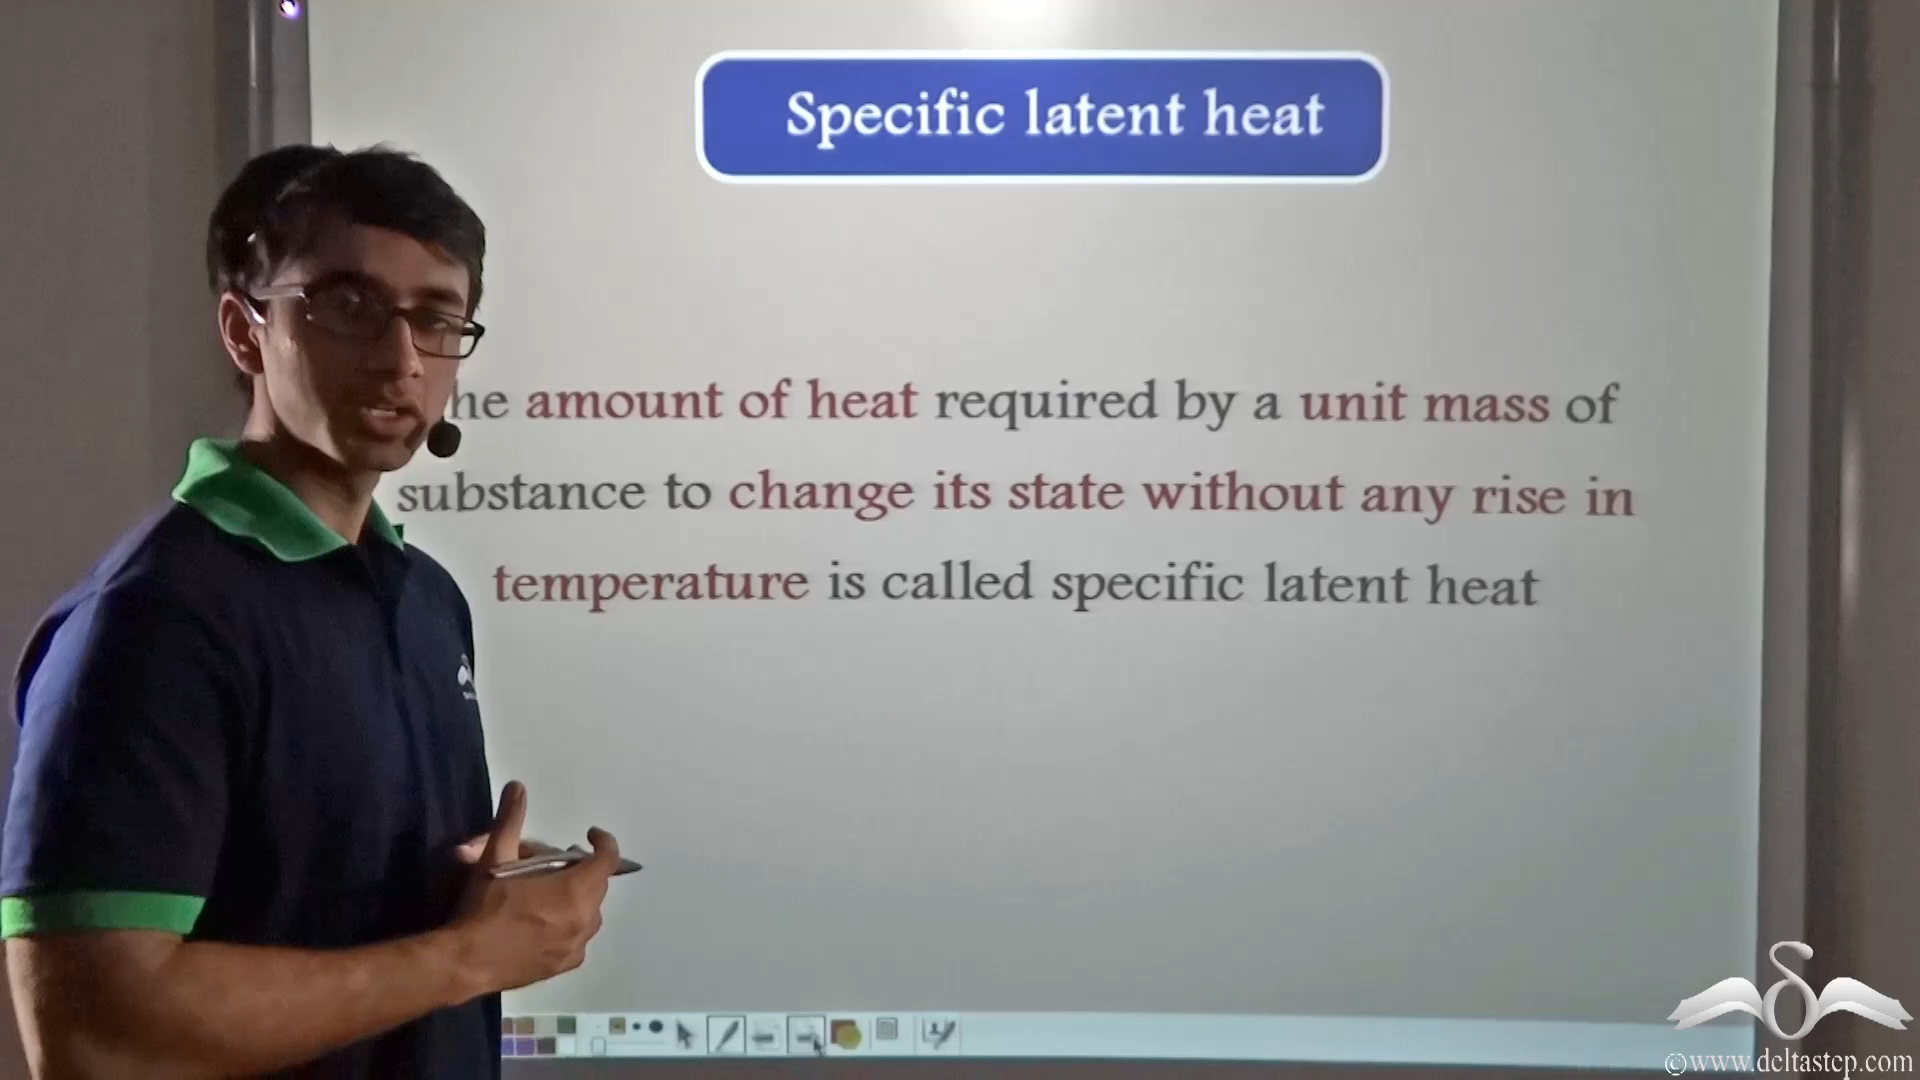 Specific latent heat
he amount of heat required by a unit mass of
substance to change its state without any rise in
temperature is called specific latent heat
©www.deltastep.com